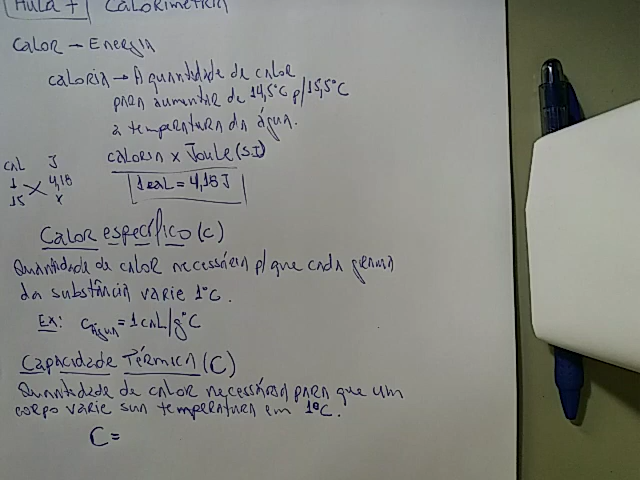 Aula 7 Calorimetria
Calor → Energia
caloria → A quantidade de calor
para aumentar de 14,5°C p/ 15,5°C
a temperatura da água.
caloria x Joule (S.I)
cal J
1 4,18
15 x
1 cal = 4,18 J
Calor específico (c)
Quantidade de calor necessária p/ que cada grama
da substância varie 1°C.
Ex: cágua = 1 cal/g°C
Capacidade Térmica (C)
Quantidade de calor necessária para que um
corpo varie sua temperatura em 1°C.
C =